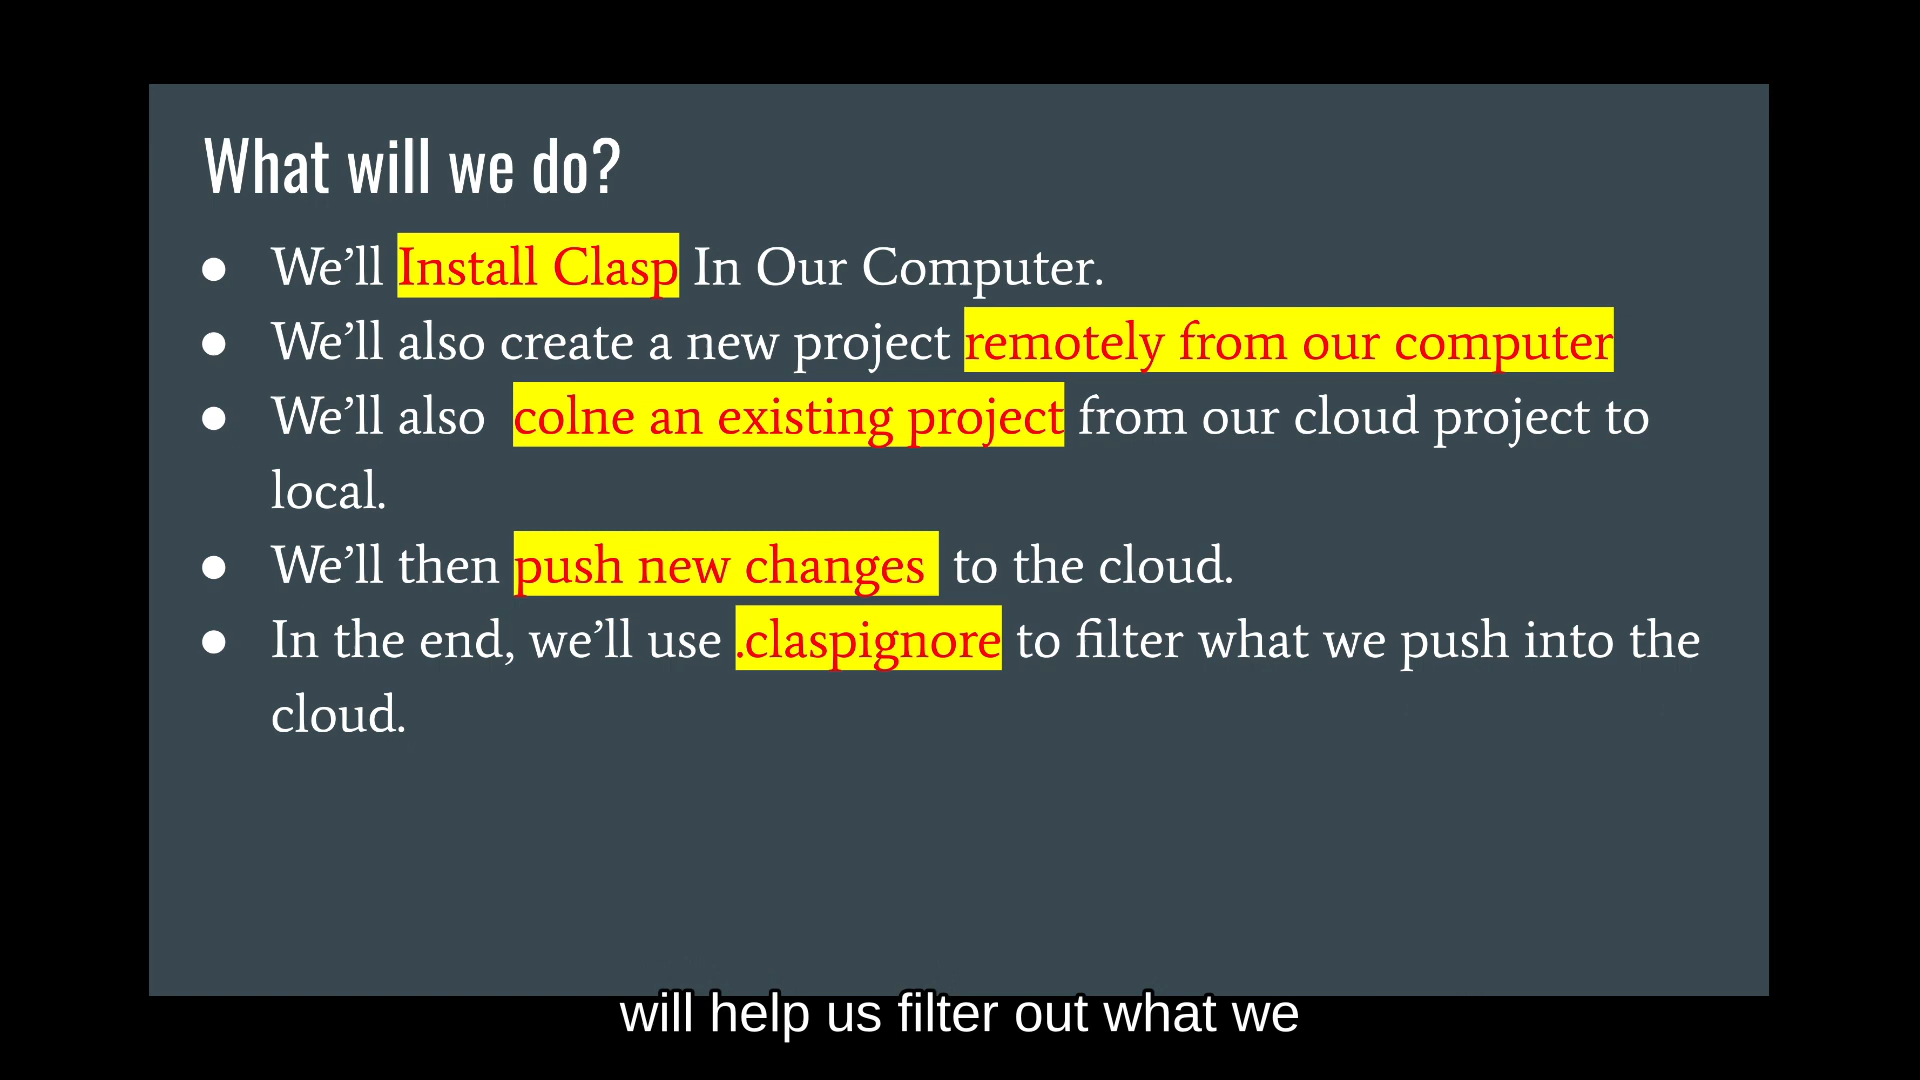 What will we do?
● We’ll Install Clasp In Our Computer.
● We’ll also create a new project remotely from our computer
● We’ll also colne an existing project from our cloud project to
local.
● We’ll then push new changes to the cloud.
● In the end, we’ll use .claspignore to filter what we push into the
cloud.
will help us filter out what we